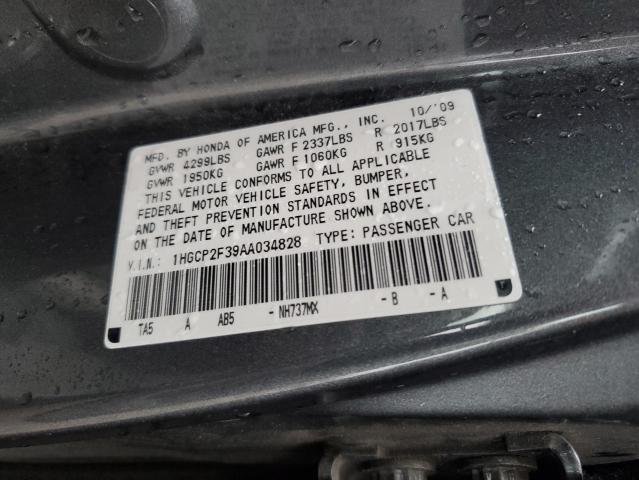 MFD. BY HONDA OF AMERICA MFG., INC. 10/'09
GVWR 4299LBS GAWR F 2337LBS R 2017LBS
GVWR 1950KG GAWR F 1060KG R 915KG
THIS VEHICLE CONFORMS TO ALL APPLICABLE
FEDERAL MOTOR VEHICLE SAFETY, BUMPER,
AND THEFT PREVENTION STANDARDS IN EFFECT
ON THE DATE OF MANUFACTURE SHOWN ABOVE.
V.I.N.: 1HGCP2F39AA034828 TYPE: PASSENGER CAR
TA5 A AB5 -NH737MX -B -A